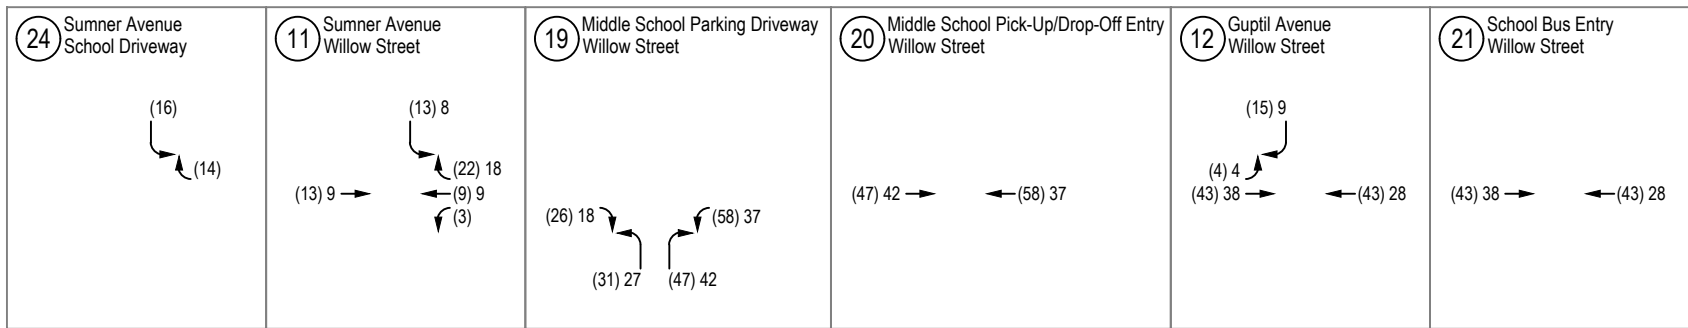 24 Sumner Avenue
School Driveway
(16)
(14)
11 Sumner Avenue
Willow Street
(13) 8
(22) 18
(13) 9
(9) 9
(3)
19 Middle School Parking Driveway
Willow Street
(26) 18
(58) 37
(31) 27
(47) 42
20 Middle School Pick-Up/Drop-Off Entry
Willow Street
(47) 42
(58) 37
12 Guptil Avenue
Willow Street
(15) 9
(4) 4
(43) 38
(43) 28
21 School Bus Entry
Willow Street
(43) 38
(43) 28